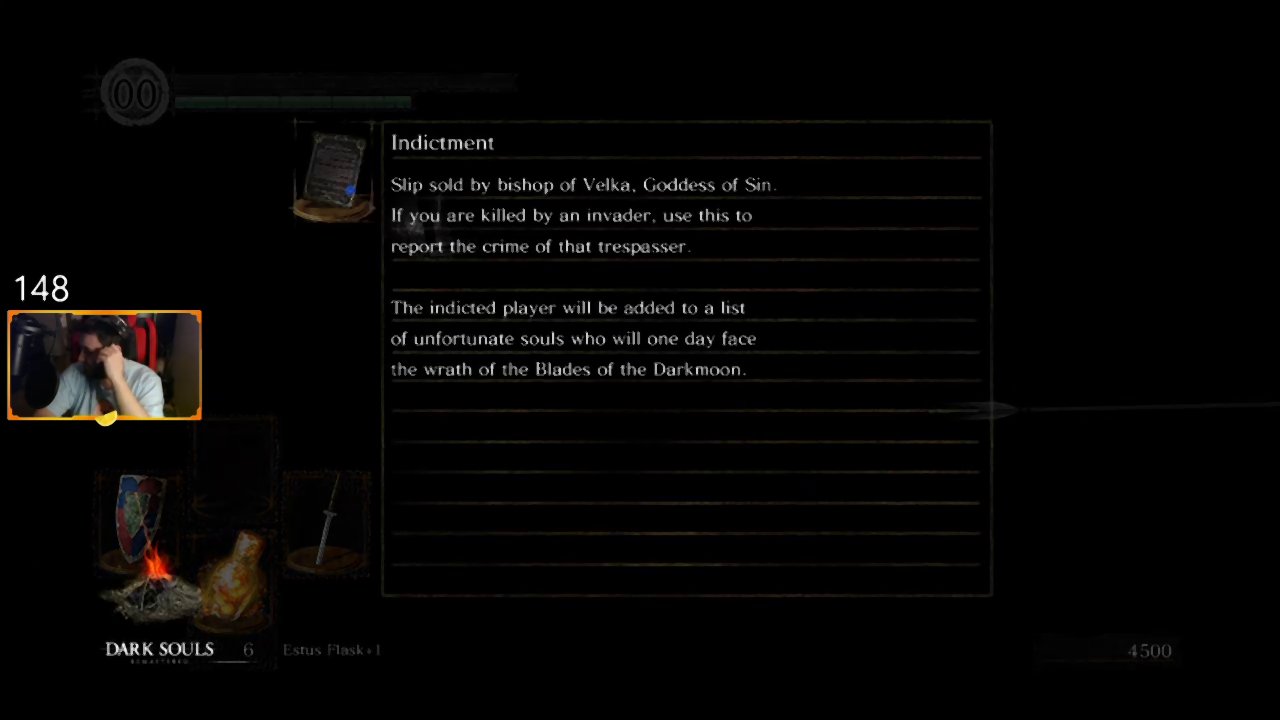 00
Indictment
Slip sold by bishop of Velka, Goddess of Sin.
If you are killed by an invader, use this to
report the crime of that trespasser.
The indicted player will be added to a list
of unfortunate souls who will one day face
the wrath of the Blades of the Darkmoon.
148
DARK SOULS
REMASTERED
6 Estus Flask+1
4500